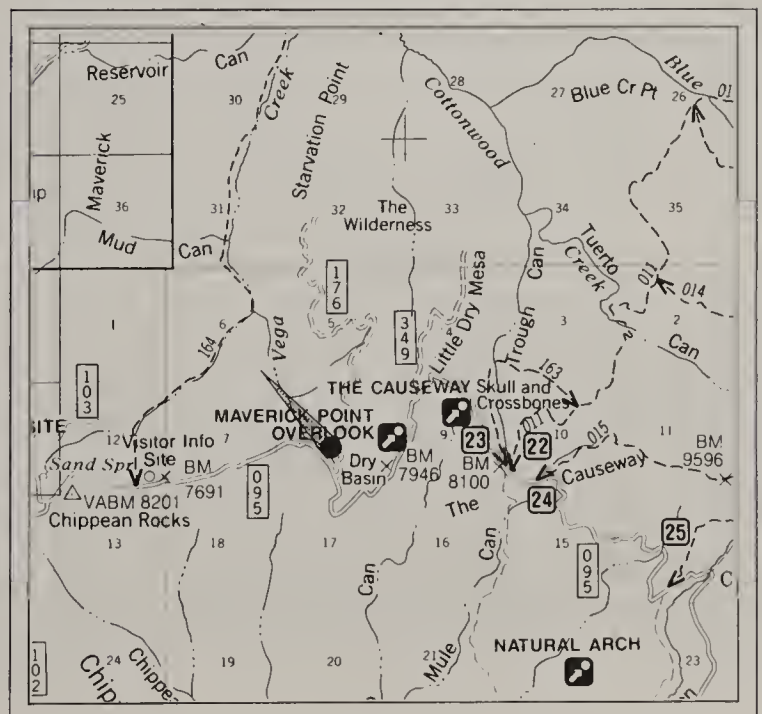 Reservoir Can
25
30
Creek
Starvation Point
29
28
Cottonwood
27
Blue Cr Pt
26
Blue
01
Maverick
36
31
32
The
Wilderness
33
34
35
Mud Can
Can
Tuerto
Creek
011
014
176
349
1
6
5
4
3
2
Little Dry Mesa
Trough
Can
164
Vega
103
163
THE CAUSEWAY Skull and
Crossbones
MAVERICK POINT
OVERLOOK
SITE
12
Visitor Info
Site
7
9
23
011
22
10
015
11
BM
9596
Sand Spr
BM
7691
095
Dry
Basin
BM
7946
BM
8100
The Causeway
24
VABM 8201
Chippean Rocks
13
18
17
16
Can
Can
15
25
095
C
102
24
Chip
Chippe
19
20
21
Mule
NATURAL ARCH
23